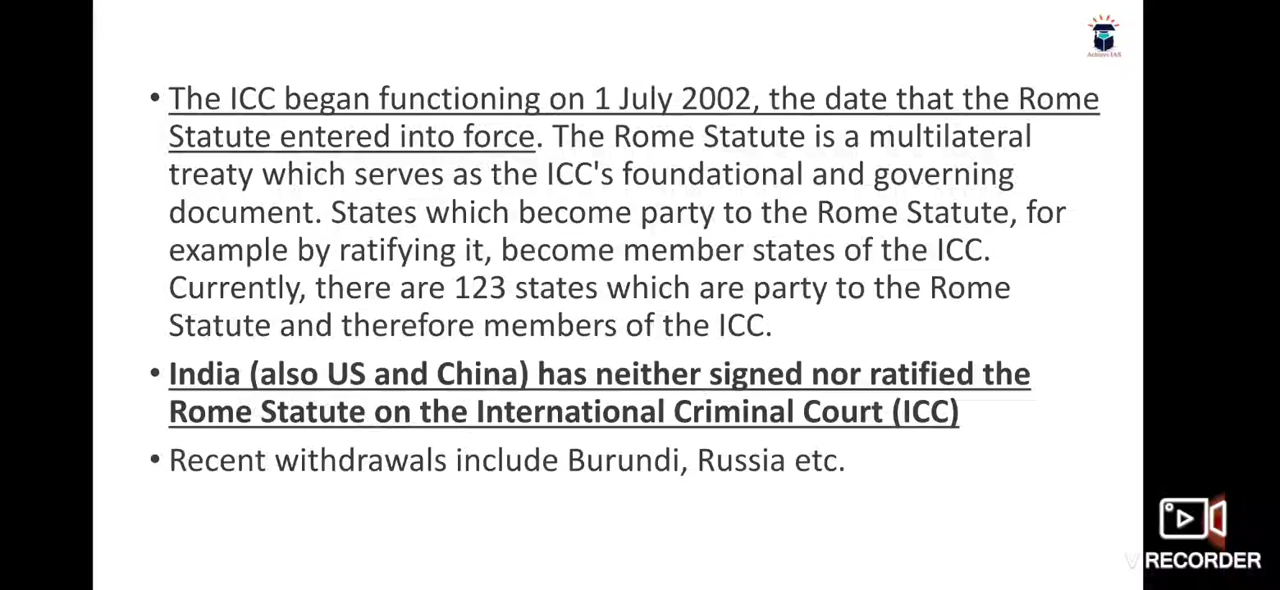 Achieve IAS
• The ICC began functioning on 1 July 2002, the date that the Rome
Statute entered into force. The Rome Statute is a multilateral
treaty which serves as the ICC's foundational and governing
document. States which become party to the Rome Statute, for
example by ratifying it, become member states of the ICC.
Currently, there are 123 states which are party to the Rome
Statute and therefore members of the ICC.
• India (also US and China) has neither signed nor ratified the
Rome Statute on the International Criminal Court (ICC)
• Recent withdrawals include Burundi, Russia etc.
V RECORDER